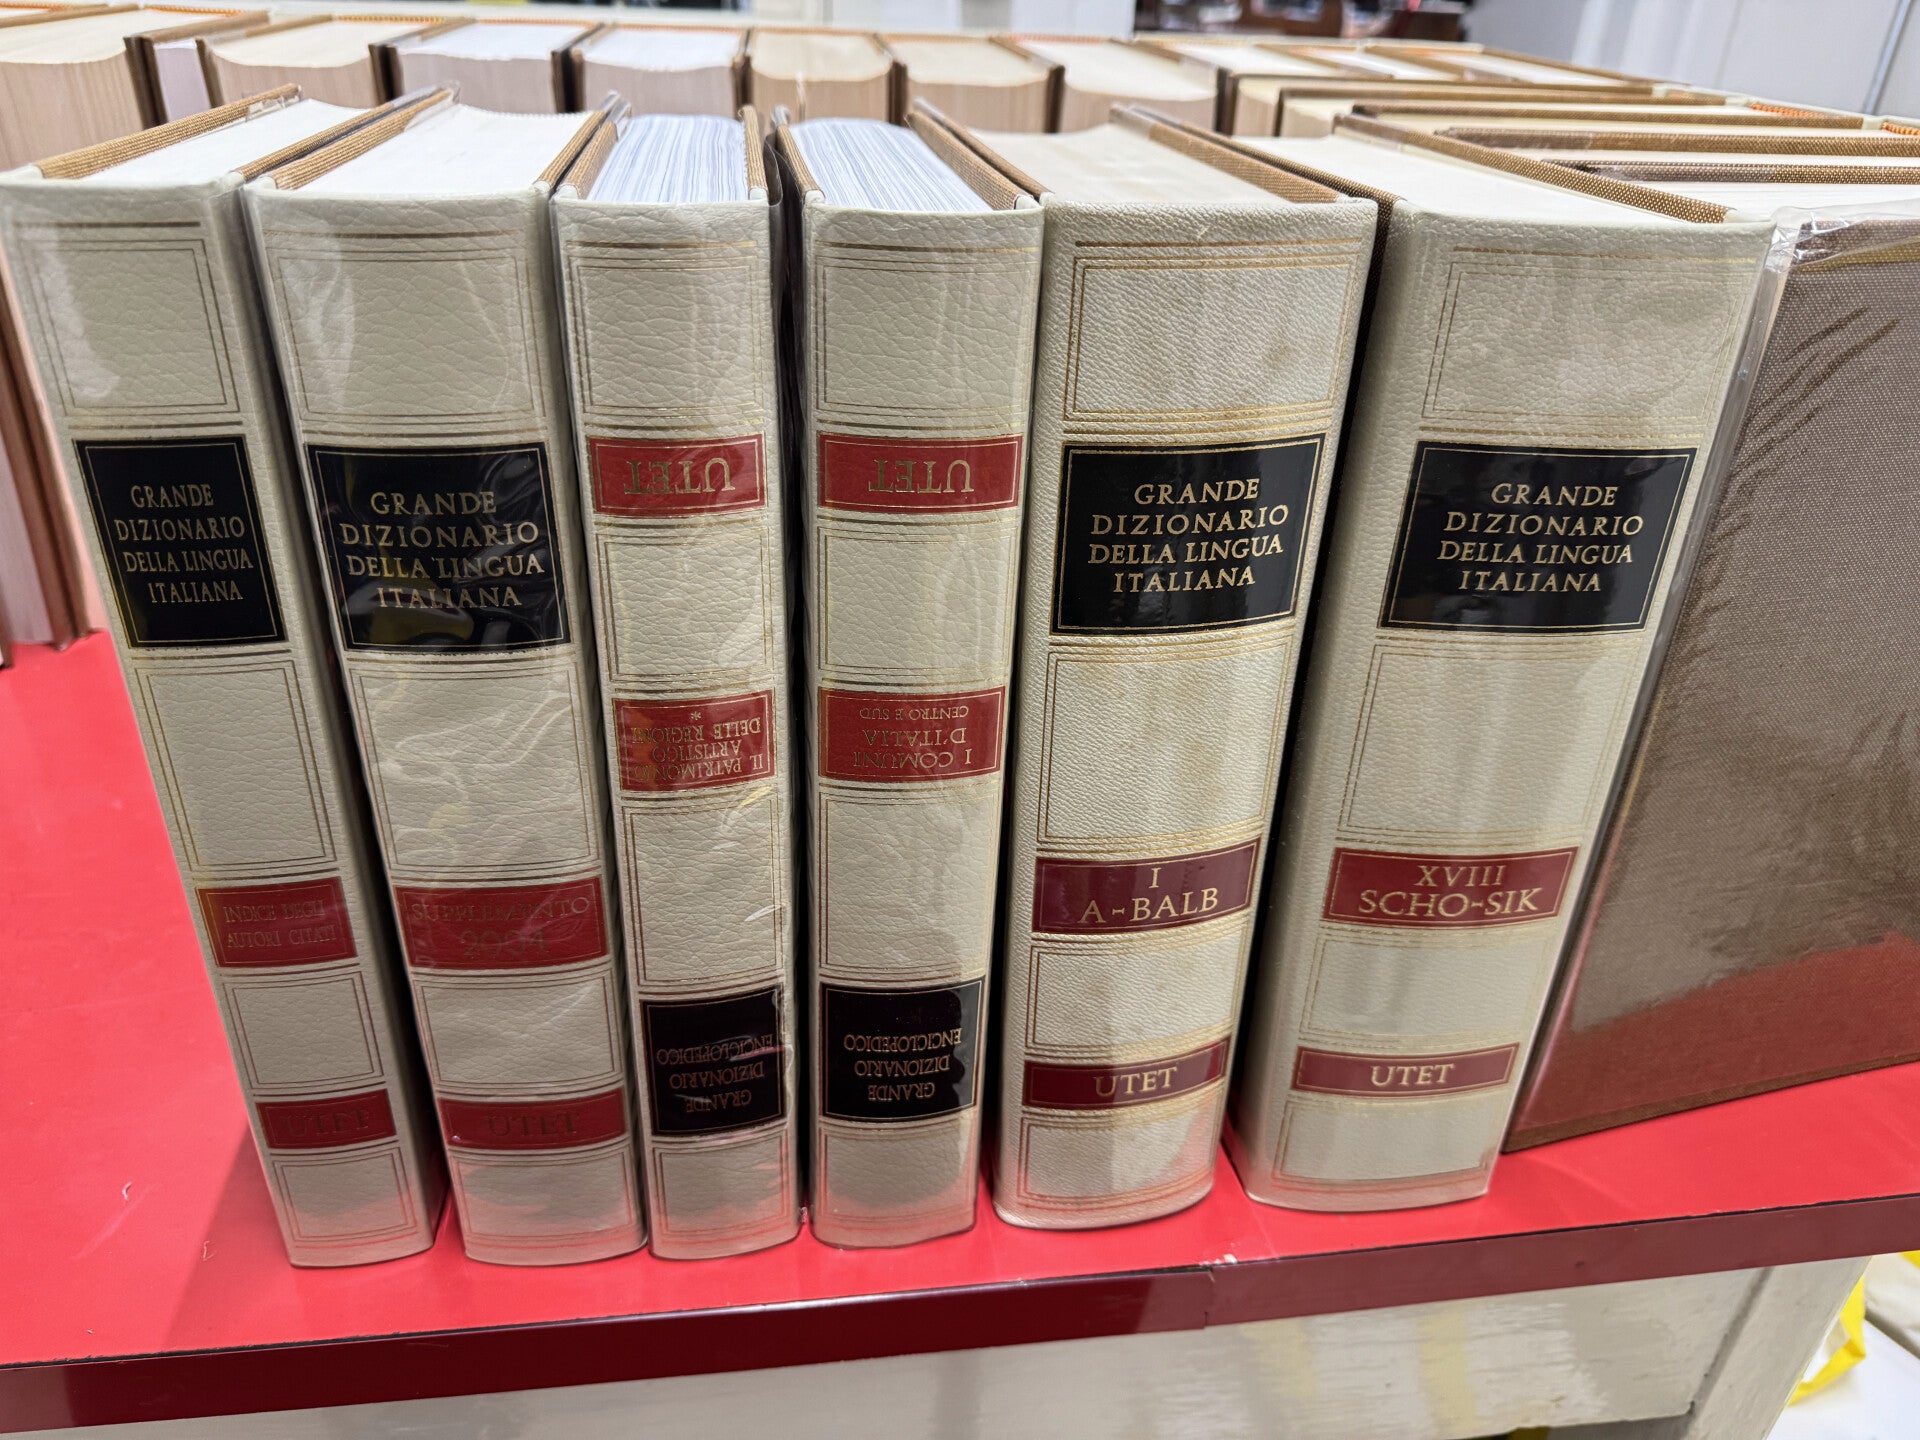 GRANDE
DIZIONARIO
DELLA LINGUA
ITALIANA
INDICE DEGLI
AUTORI CITATI
UTET
GRANDE
DIZIONARIO
DELLA LINGUA
ITALIANA
SUPPLEMENTO
2004
UTET
GRANDE
DIZIONARIO
ENCICLOPEDICO
IL PATRIMONIO
ARTISTICO
DELLE REGIONI
*
UTET
GRANDE
DIZIONARIO
ENCICLOPEDICO
I COMUNI
D'ITALIA
CENTRO E SUD
UTET
GRANDE
DIZIONARIO
DELLA LINGUA
ITALIANA
I
A-BALB
UTET
GRANDE
DIZIONARIO
DELLA LINGUA
ITALIANA
XVIII
SCHO-SIK
UTET